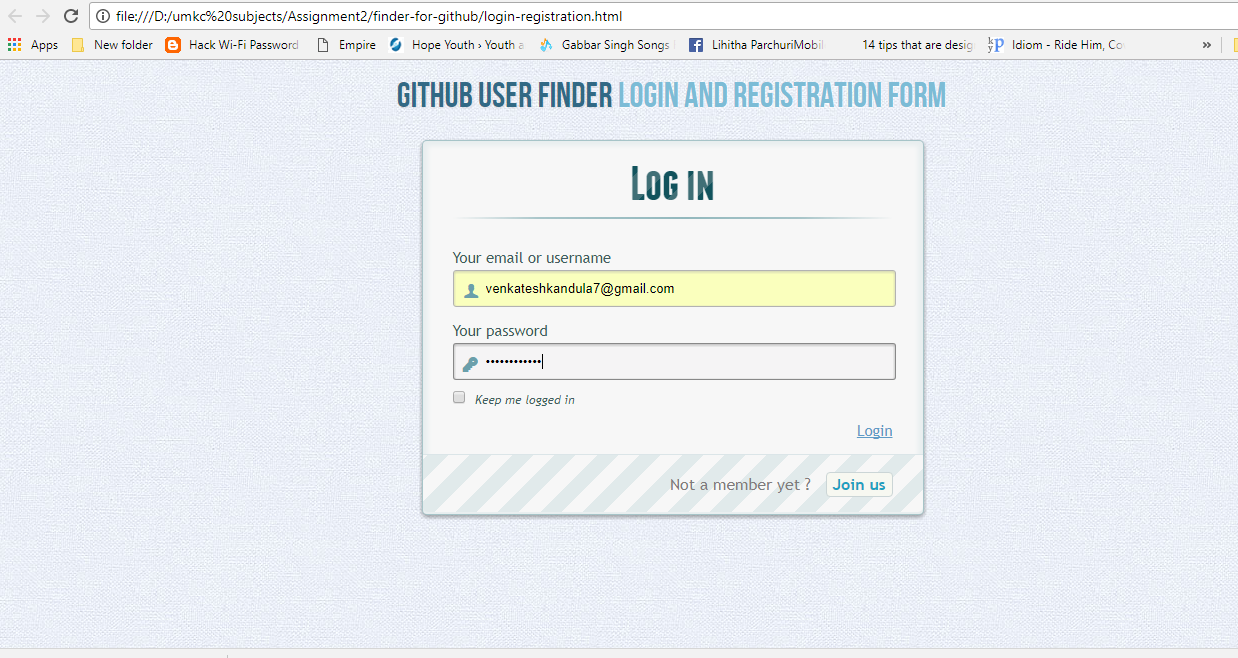 file:///D:/umkc%20subjects/Assignment2/finder-for-github/login-registration.html
Apps New folder Hack Wi-Fi Password Empire Hope Youth › Youth a Gabbar Singh Songs Lihitha ParchuriMobil 14 tips that are desig Idiom - Ride Him, Co »
GITHUB USER FINDER LOGIN AND REGISTRATION FORM
LOG IN
Your email or username
venkateshkandula7@gmail.com
Your password
••••••••••••
Keep me logged in
Login
Not a member yet ? Join us